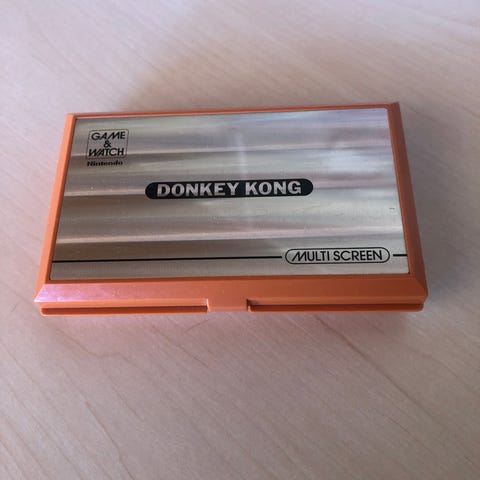 GAME
&
WATCH
Nintendo
DONKEY KONG
MULTI SCREEN